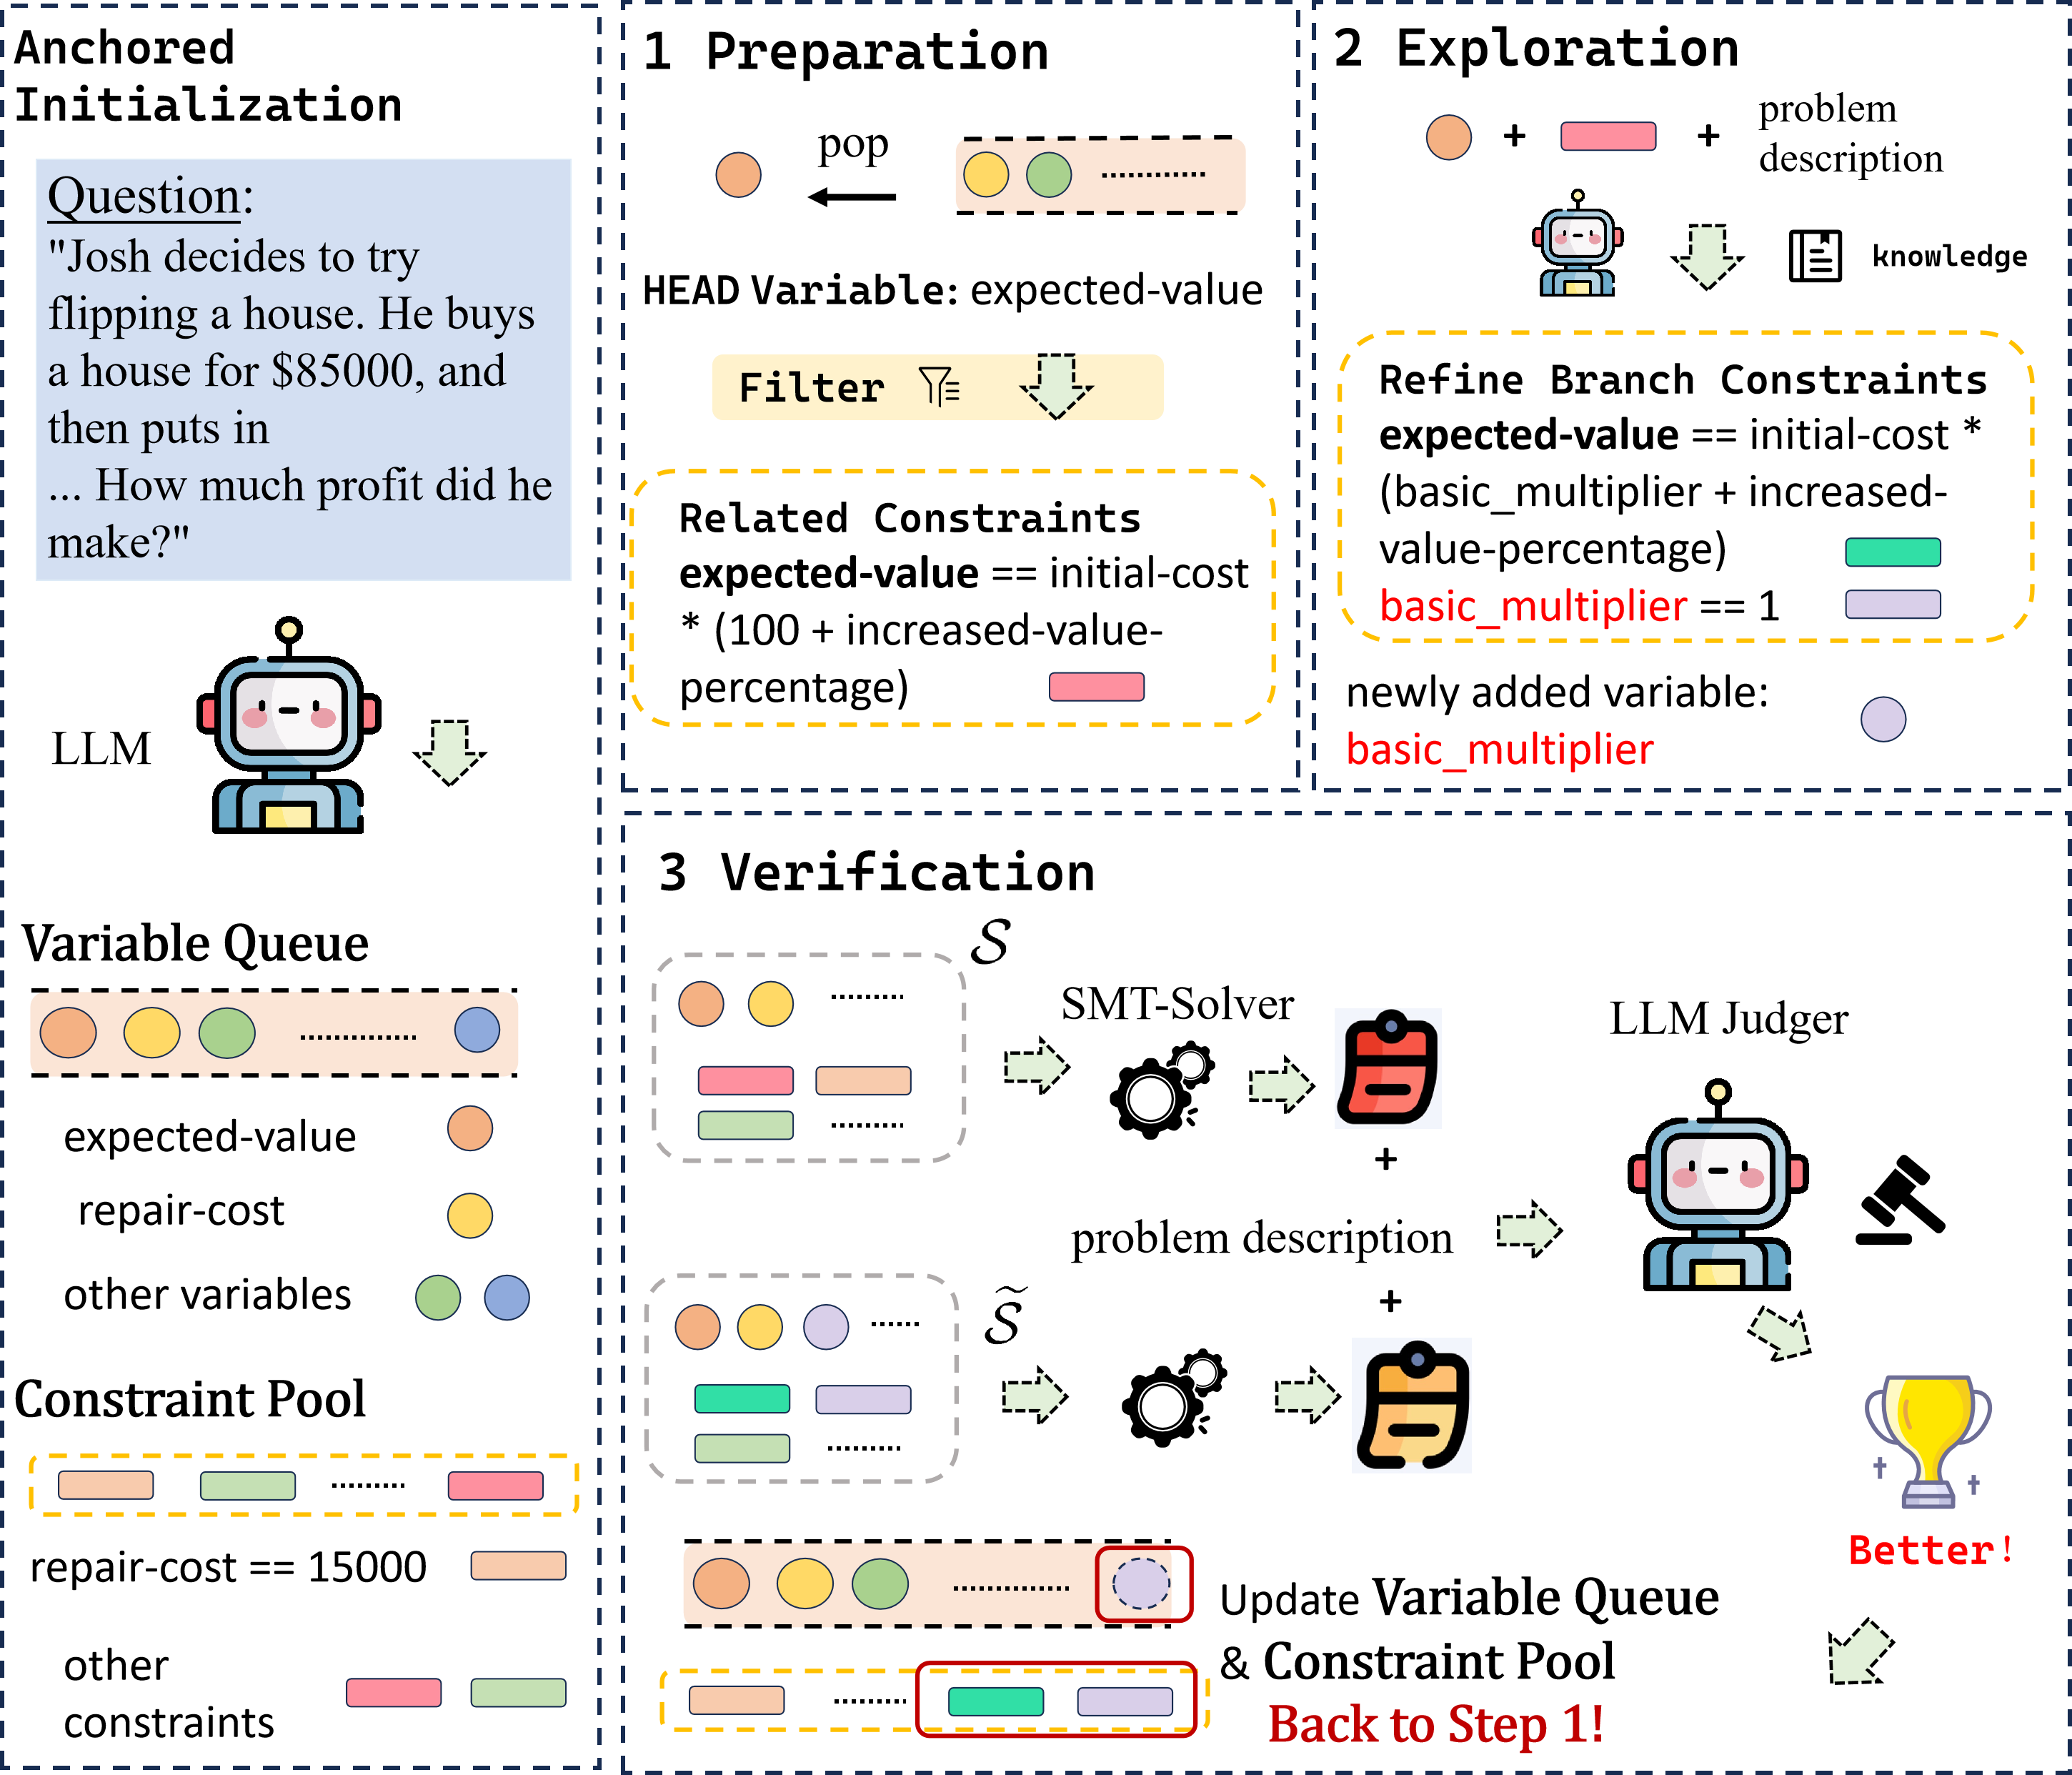 Anchored
Initialization
Question:
"Josh decides to try
flipping a house. He buys
a house for $85000, and
then puts in
... How much profit did he
make?"
LLM
Variable Queue
expected-value
repair-cost
other variables
Constraint Pool
repair-cost == 15000
other
constraints
1 Preparation
pop
HEAD Variable: expected-value
Filter
Related Constraints
expected-value == initial-cost
* (100 + increased-value-
percentage)
2 Exploration
+ + problem
description
knowledge
Refine Branch Constraints
expected-value == initial-cost *
(basic_multiplier + increased-
value-percentage)
basic_multiplier == 1
newly added variable:
basic_multiplier
3 Verification
𝒮
SMT-Solver
LLM Judger
+
problem description
+
𝒮̃
Better!
Update Variable Queue
& Constraint Pool
Back to Step 1!